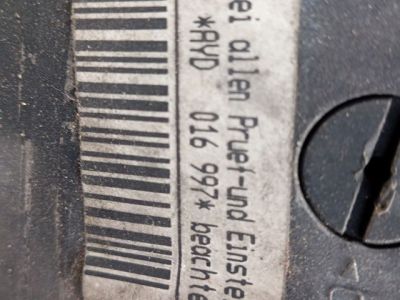 ei allen Pruef-und Einste
*AYD 016 997* beachte